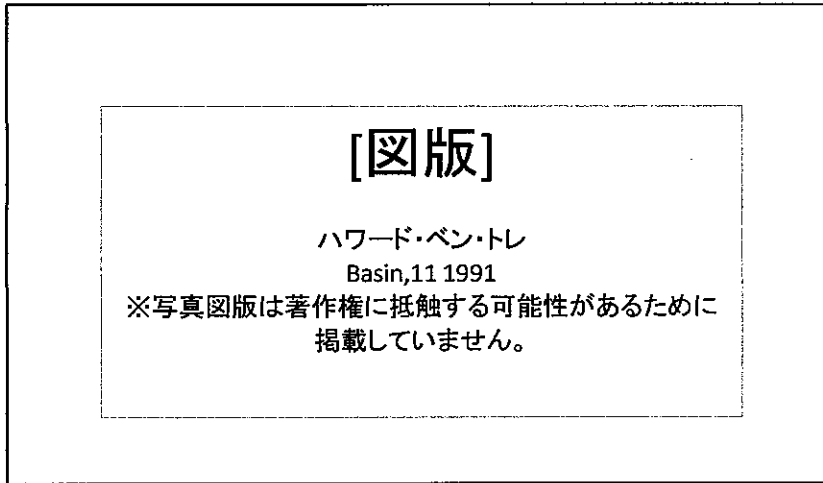 [図版]
ハワード・ベン・トレ
Basin,11 1991
※写真図版は著作権に抵触する可能性があるために
掲載していません。